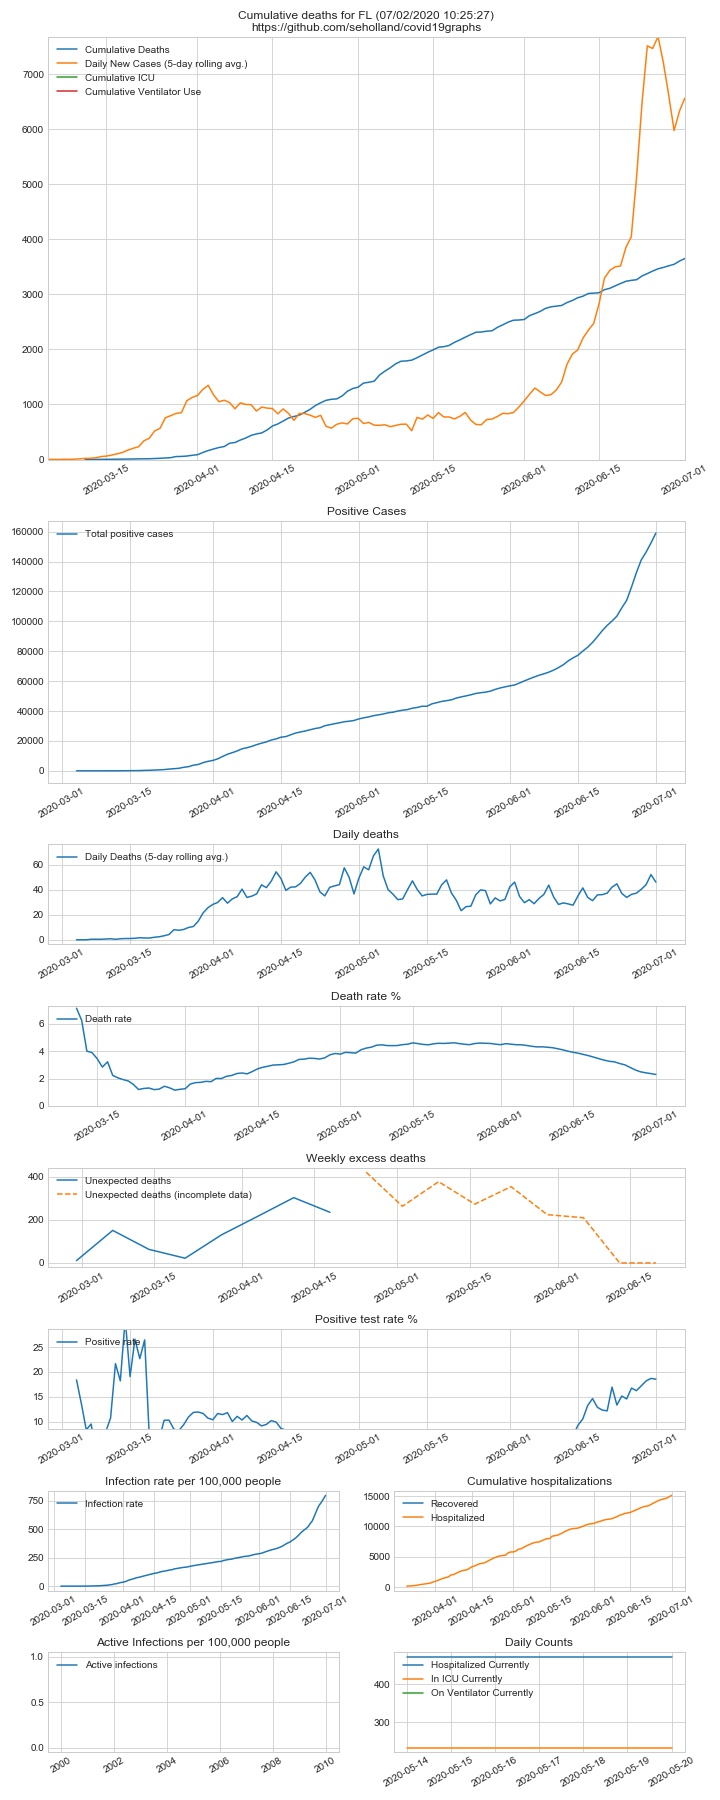 Cumulative deaths for FL (07/02/2020 10:25:27)
https://github.com/seholland/covid19graphs
Cumulative Deaths
Daily New Cases (5-day rolling avg.)
Cumulative ICU
Cumulative Ventilator Use
7000
6000
5000
4000
3000
2000
1000
0
2020-03-15 2020-04-01 2020-04-15 2020-05-01 2020-05-15 2020-06-01 2020-06-15 2020-07-01
Positive Cases
Total positive cases
160000
140000
120000
100000
80000
60000
40000
20000
0
2020-03-01 2020-03-15 2020-04-01 2020-04-15 2020-05-01 2020-05-15 2020-06-01 2020-06-15 2020-07-01
Daily deaths
Daily Deaths (5-day rolling avg.)
60
40
20
0
2020-03-01 2020-03-15 2020-04-01 2020-04-15 2020-05-01 2020-05-15 2020-06-01 2020-06-15 2020-07-01
Death rate %
Death rate
6
4
2
0
2020-03-15 2020-04-01 2020-04-15 2020-05-01 2020-05-15 2020-06-01 2020-06-15 2020-07-01
Weekly excess deaths
Unexpected deaths
Unexpected deaths (incomplete data)
400
200
0
2020-03-01 2020-03-15 2020-04-01 2020-04-15 2020-05-01 2020-05-15 2020-06-01 2020-06-15
Positive test rate %
Positive rate
25
20
15
10
2020-03-01 2020-03-15 2020-04-01 2020-04-15 2020-05-01 2020-05-15 2020-06-01 2020-06-15 2020-07-01
Infection rate per 100,000 people
Infection rate
750
500
250
0
2020-03-01 2020-03-15 2020-04-01 2020-04-15 2020-05-01 2020-05-15 2020-06-01 2020-06-15 2020-07-01
Cumulative hospitalizations
Recovered
Hospitalized
15000
10000
5000
0
2020-04-01 2020-04-15 2020-05-01 2020-05-15 2020-06-01 2020-06-15 2020-07-01
Active Infections per 100,000 people
Active infections
1.0
0.5
0.0
2000 2002 2004 2006 2008 2010
Daily Counts
Hospitalized Currently
In ICU Currently
On Ventilator Currently
400
300
2020-05-14 2020-05-15 2020-05-16 2020-05-17 2020-05-18 2020-05-19 2020-05-20